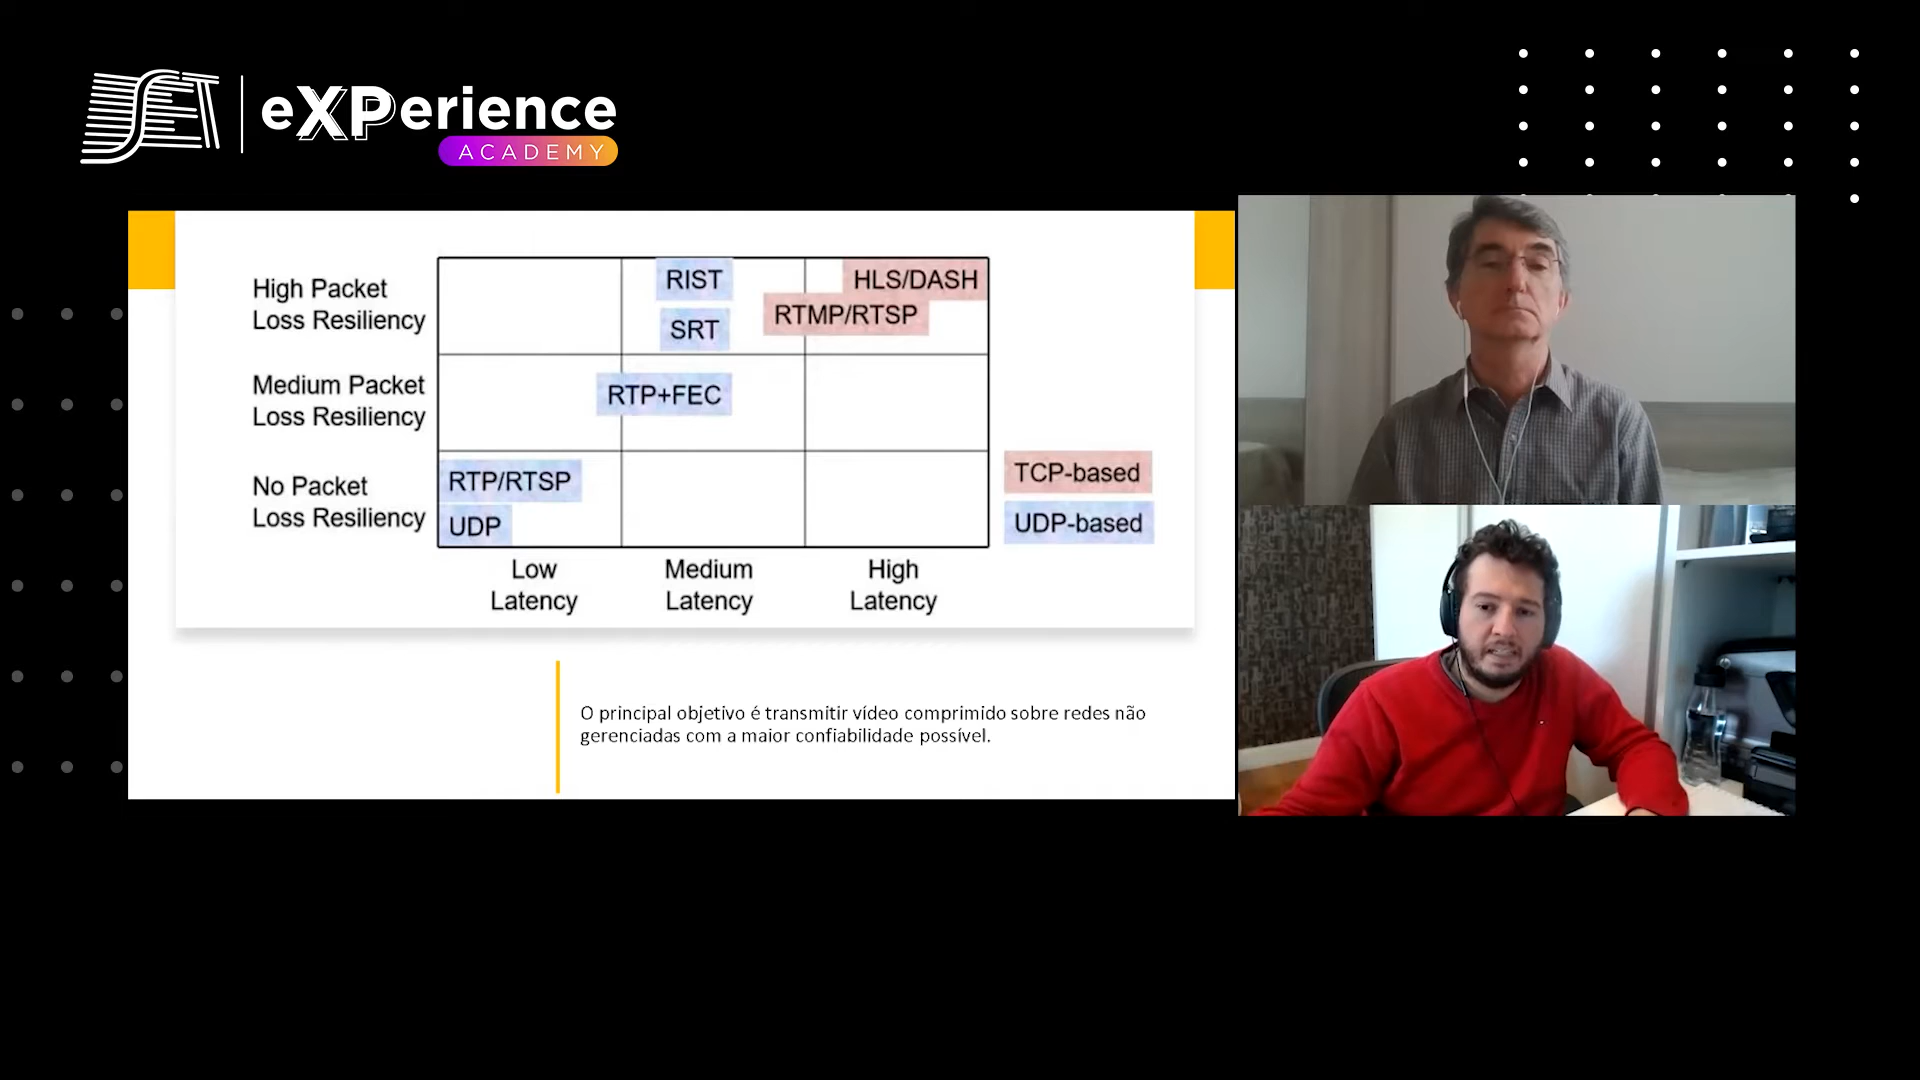 SET
eXPerience
ACADEMY
High Packet
Loss Resiliency
RIST
HLS/DASH
RTMP/RTSP
SRT
Medium Packet
Loss Resiliency
RTP+FEC
No Packet
Loss Resiliency
RTP/RTSP
UDP
TCP-based
UDP-based
Low
Latency
Medium
Latency
High
Latency
O principal objetivo é transmitir vídeo comprimido sobre redes não
gerenciadas com a maior confiabilidade possível.